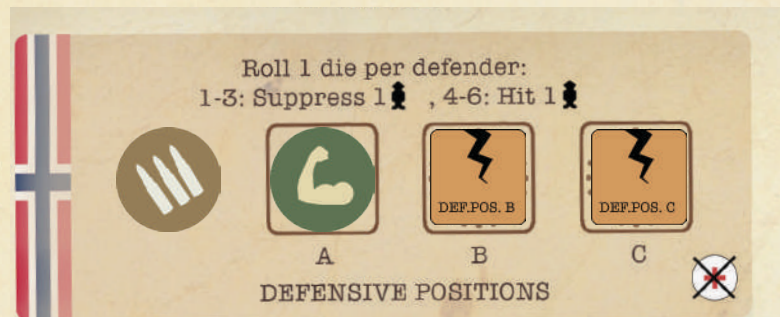 Roll 1 die per defender:
1-3: Suppress 1 , 4-6: Hit 1
DEF.POS. B DEF.POS. C
A B C
DEFENSIVE POSITIONS